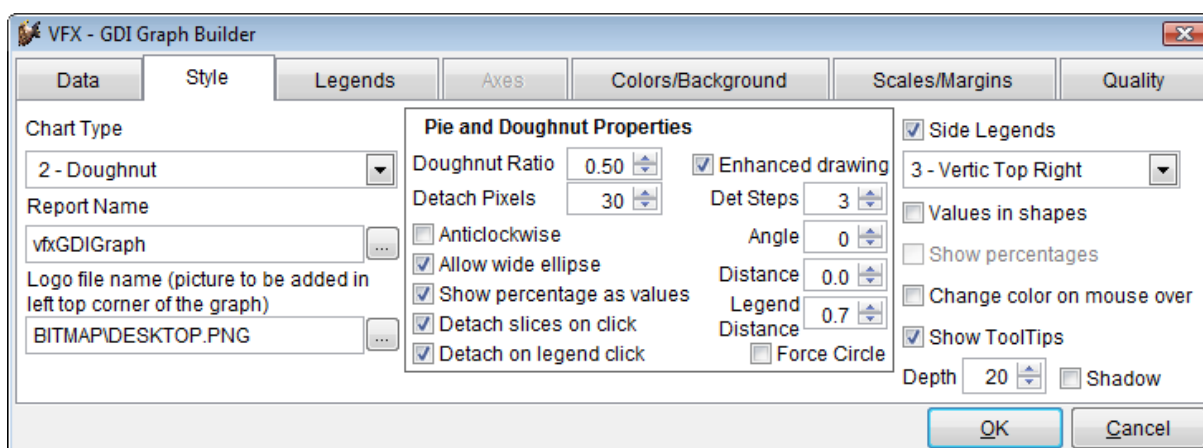 VFX - GDI Graph Builder
Data
Style
Legends
Axes
Colors/Background
Scales/Margins
Quality
Chart Type
2 - Doughnut
Report Name
vfxGDIGraph
...
Logo file name (picture to be added in
left top corner of the graph)
BITMAP\DESKTOP.PNG
...
Pie and Doughnut Properties
Doughnut Ratio
0.50
Detach Pixels
30
Anticlockwise
Allow wide ellipse
Show percentage as values
Detach slices on click
Detach on legend click
Enhanced drawing
Det Steps
3
Angle
0
Distance
0.0
Legend
Distance
0.7
Force Circle
Side Legends
3 - Vertic Top Right
Values in shapes
Show percentages
Change color on mouse over
Show ToolTips
Depth
20
Shadow
OK
Cancel